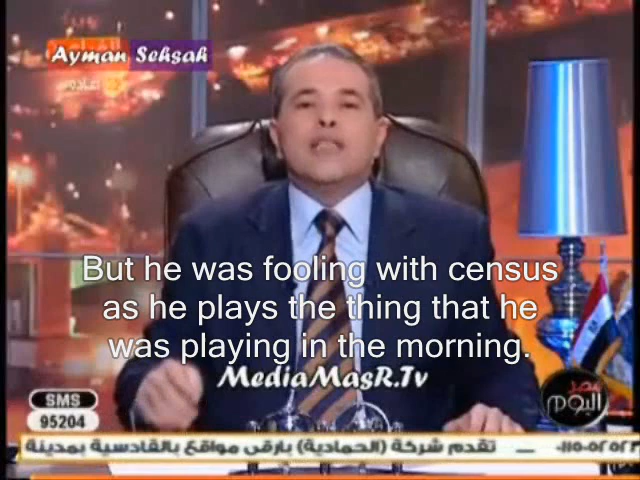 Ayman Sehsah
But he was fooling with census
as he plays the thing that he
was playing in the morning.
MediaMasR.Tv
SMS
95204
مصر
اليوم
تقدم شركة (الحمادية) بارقى مواقع بالقادسية بمدينة